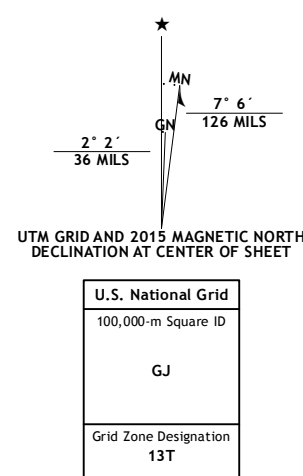 ★
MN
GN
7° 6´
126 MILS
2° 2´
36 MILS
UTM GRID AND 2015 MAGNETIC NORTH
DECLINATION AT CENTER OF SHEET
U.S. National Grid
100,000-m Square ID
GJ
Grid Zone Designation
13T